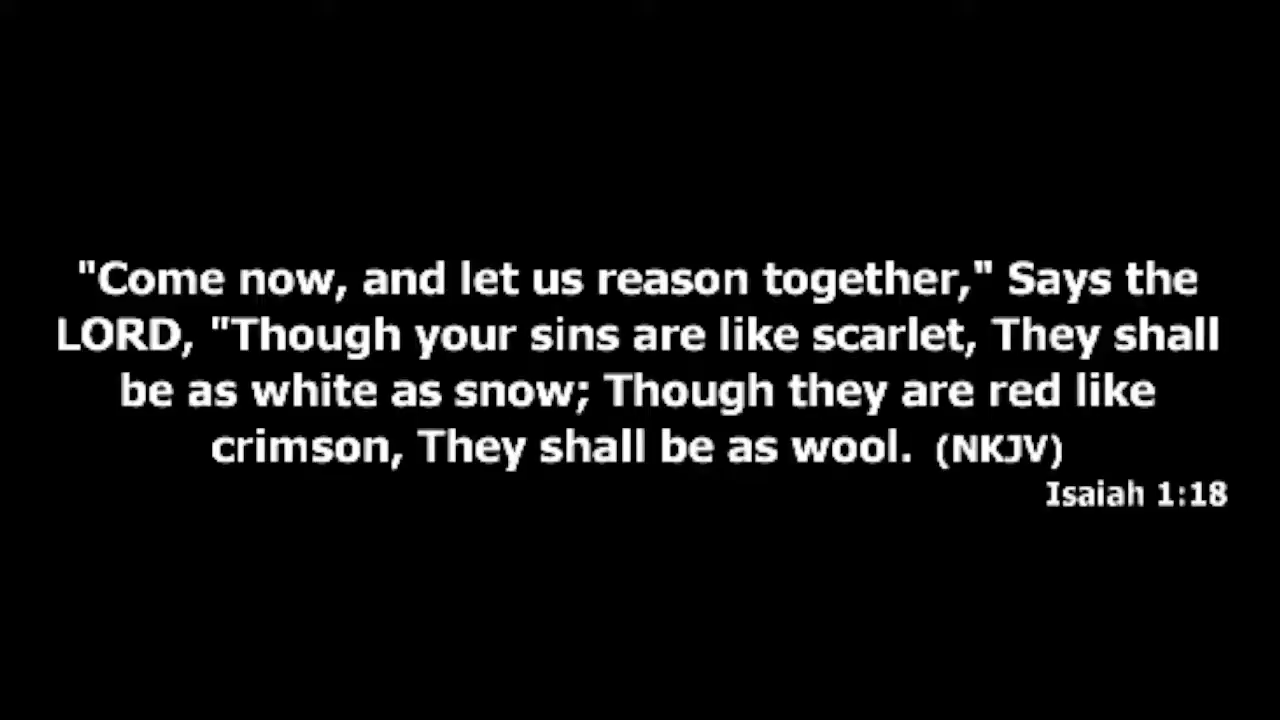 "Come now, and let us reason together," Says the
LORD, "Though your sins are like scarlet, They shall
be as white as snow; Though they are red like
crimson, They shall be as wool. (NKJV)
Isaiah 1:18